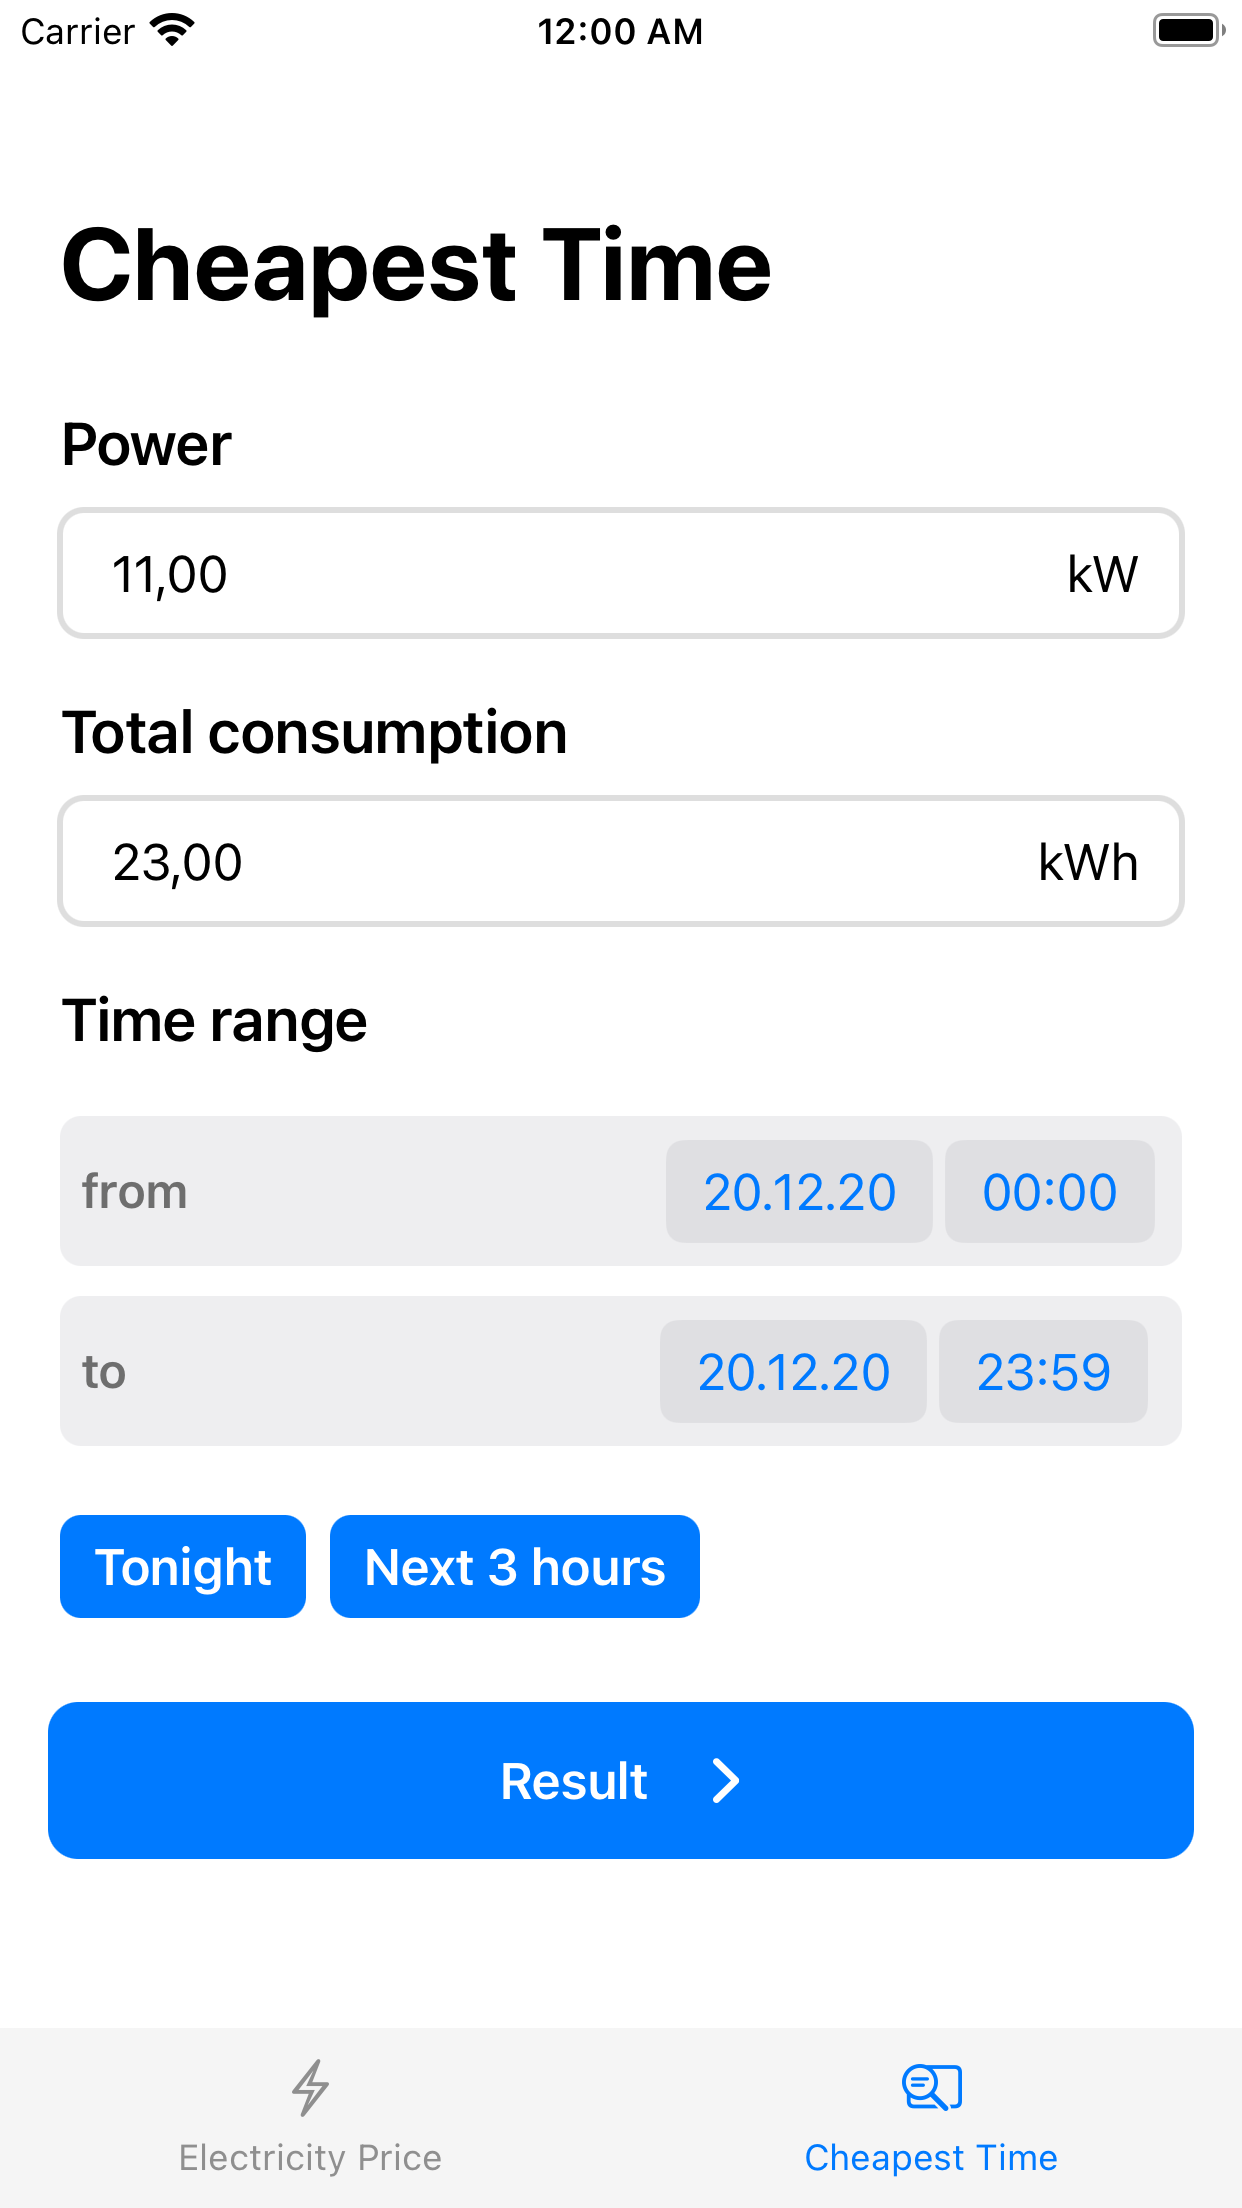 Carrier 12:00 AM
Cheapest Time
Power
11,00 kW
Total consumption
23,00 kWh
Time range
from 20.12.20 00:00
to 20.12.20 23:59
Tonight Next 3 hours
Result
Electricity Price Cheapest Time